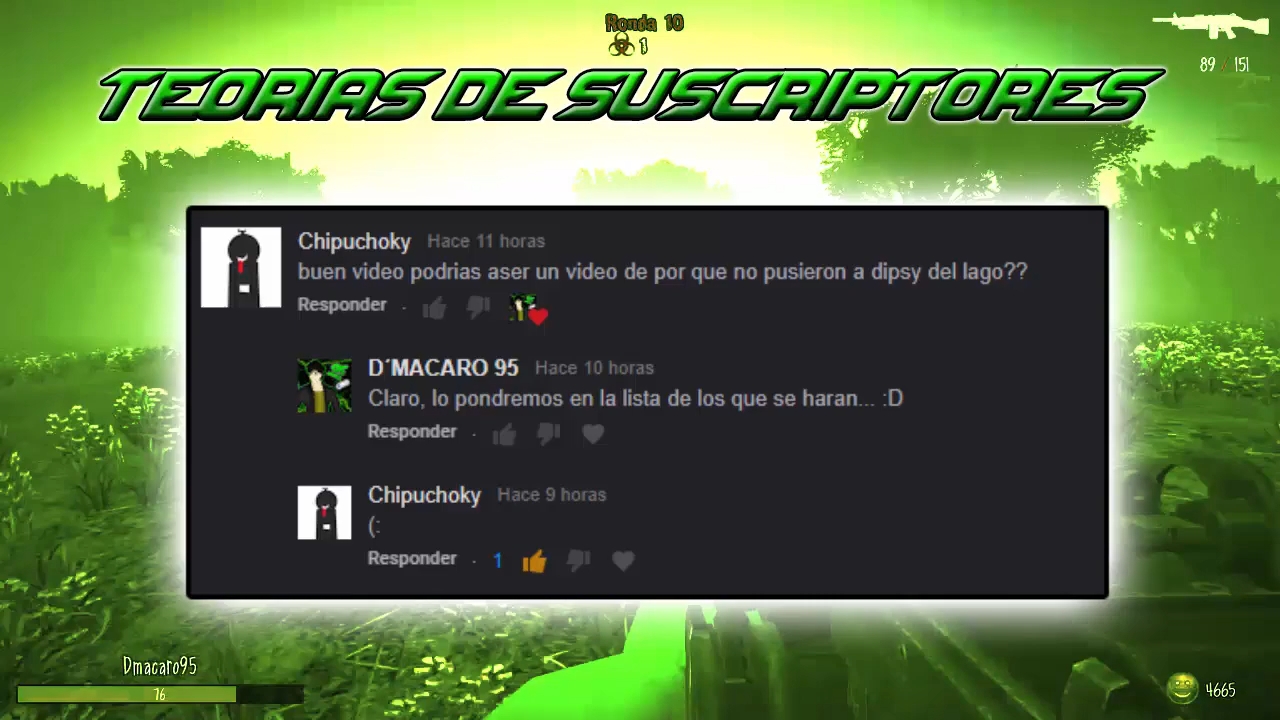 Ronda 10
1
89 / 151
TEORIAS DE SUSCRIPTORES
Chipuchoky Hace 11 horas
buen video podrias aser un video de por que no pusieron a dipsy del lago??
Responder
D´MACARO 95 Hace 10 horas
Claro, lo pondremos en la lista de los que se haran... :D
Responder
Chipuchoky Hace 9 horas
(:
Responder 1
Dmacaro95
76
4665